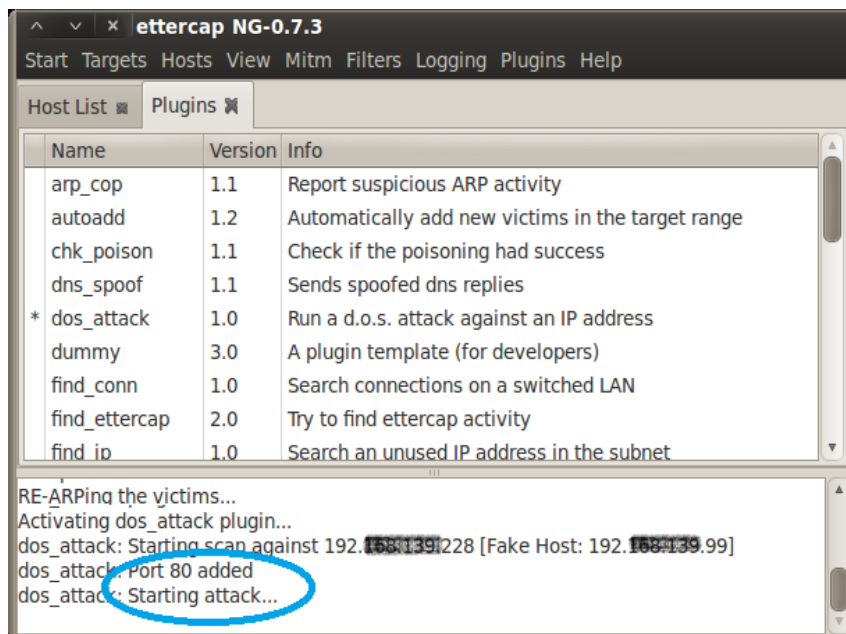 ettercap NG-0.7.3
Start Targets Hosts View Mitm Filters Logging Plugins Help
Host List Plugins
Name Version Info
arp_cop 1.1 Report suspicious ARP activity
autoadd 1.2 Automatically add new victims in the target range
chk_poison 1.1 Check if the poisoning had success
dns_spoof 1.1 Sends spoofed dns replies
* dos_attack 1.0 Run a d.o.s. attack against an IP address
dummy 3.0 A plugin template (for developers)
find_conn 1.0 Search connections on a switched LAN
find_ettercap 2.0 Try to find ettercap activity
find_ip 1.0 Search an unused IP address in the subnet
RE-ARPing the victims...
Activating dos_attack plugin...
dos_attack: Starting scan against 192. 228 [Fake Host: 192. .99]
dos_attack: Port 80 added
dos_attack: Starting attack...